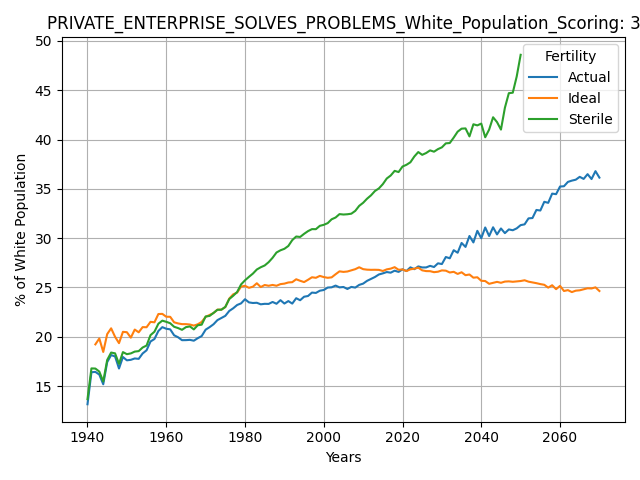 PRIVATE_ENTERPRISE_SOLVES_PROBLEMS_White_Population_Scoring: 3
50
45
40
35
30
25
20
15
% of White Population
Fertility
Actual
Ideal
Sterile
1940 1960 1980 2000 2020 2040 2060
Years